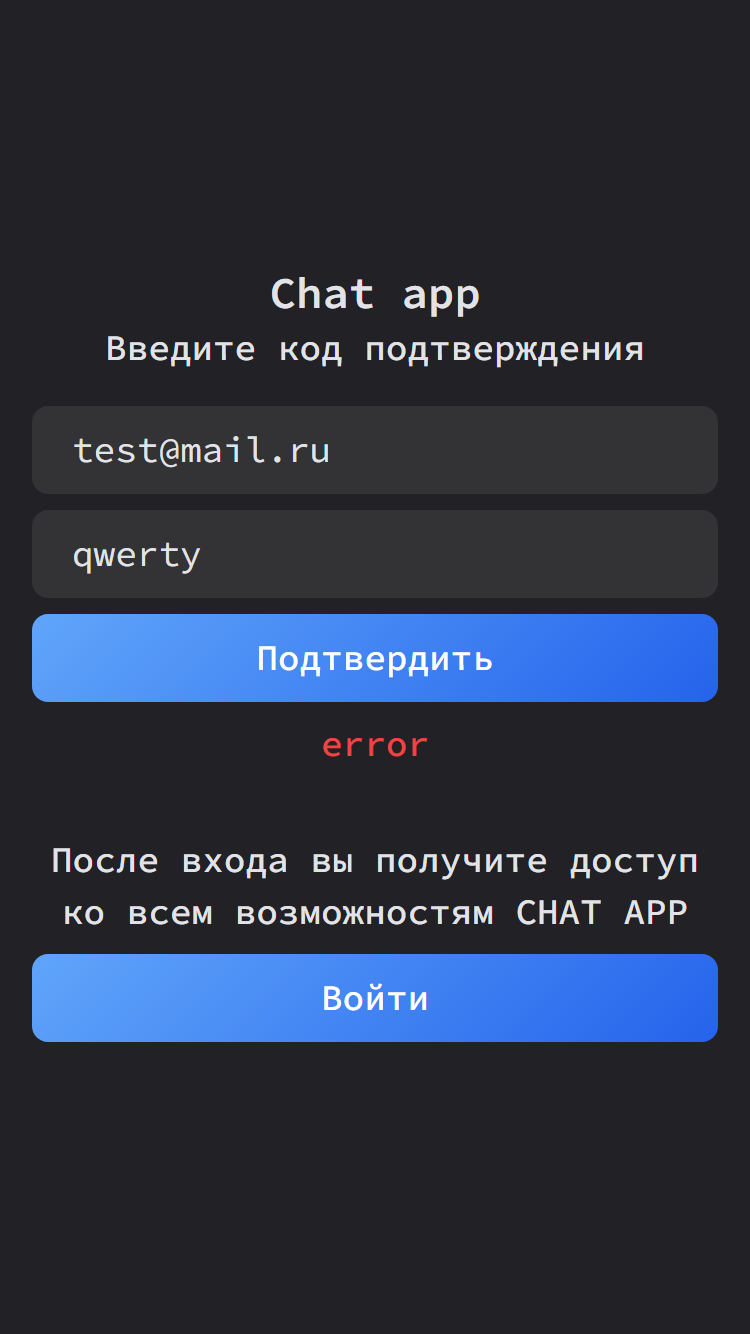 Chat app
Введите код подтверждения
test@mail.ru
qwerty
Подтвердить
error
После входа вы получите доступ
ко всем возможностям CHAT APP
Войти